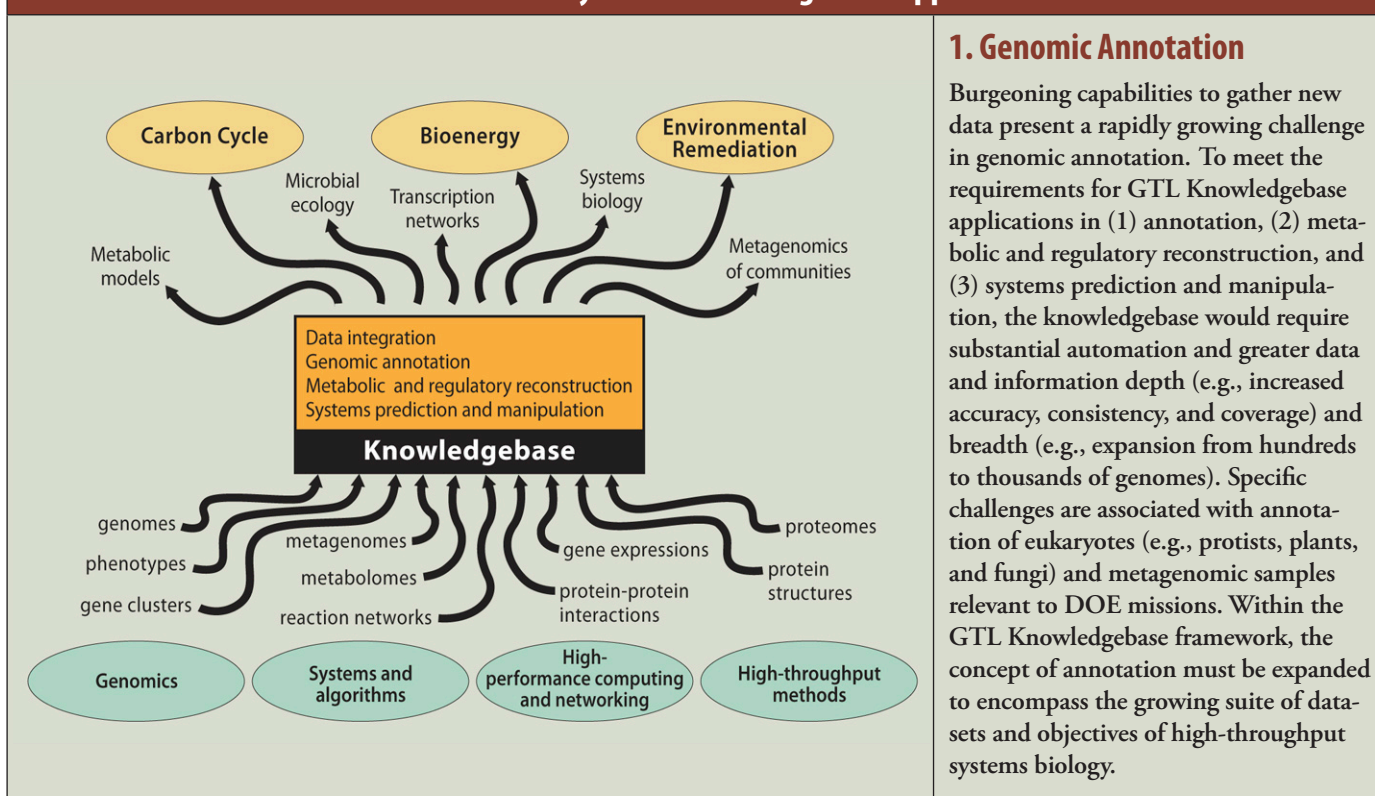 Carbon Cycle
Bioenergy
Environmental
Remediation
Microbial
ecology
Transcription
networks
Systems
biology
Metabolic
models
Metagenomics
of communities
Data integration
Genomic annotation
Metabolic and regulatory reconstruction
Systems prediction and manipulation
Knowledgebase
genomes
phenotypes
gene clusters
metagenomes
metabolomes
reaction networks
gene expressions
protein-protein
interactions
proteomes
protein
structures
Genomics
Systems and
algorithms
High-
performance computing
and networking
High-throughput
methods
1. Genomic Annotation
Burgeoning capabilities to gather new
data present a rapidly growing challenge
in genomic annotation. To meet the
requirements for GTL Knowledgebase
applications in (1) annotation, (2) meta-
bolic and regulatory reconstruction, and
(3) systems prediction and manipula-
tion, the knowledgebase would require
substantial automation and greater data
and information depth (e.g., increased
accuracy, consistency, and coverage) and
breadth (e.g., expansion from hundreds
to thousands of genomes). Specific
challenges are associated with annota-
tion of eukaryotes (e.g., protists, plants,
and fungi) and metagenomic samples
relevant to DOE missions. Within the
GTL Knowledgebase framework, the
concept of annotation must be expanded
to encompass the growing suite of data-
sets and objectives of high-throughput
systems biology.